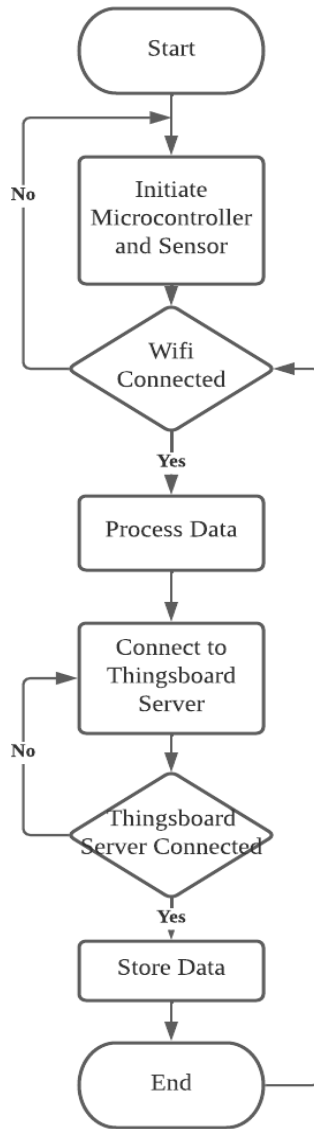 Start
No
Initiate
Microcontroller
and Sensor
Wifi
Connected
Yes
Process Data
Connect to
Thingsboard
Server
No
Thingsboard
Server Connected
Yes
Store Data
End